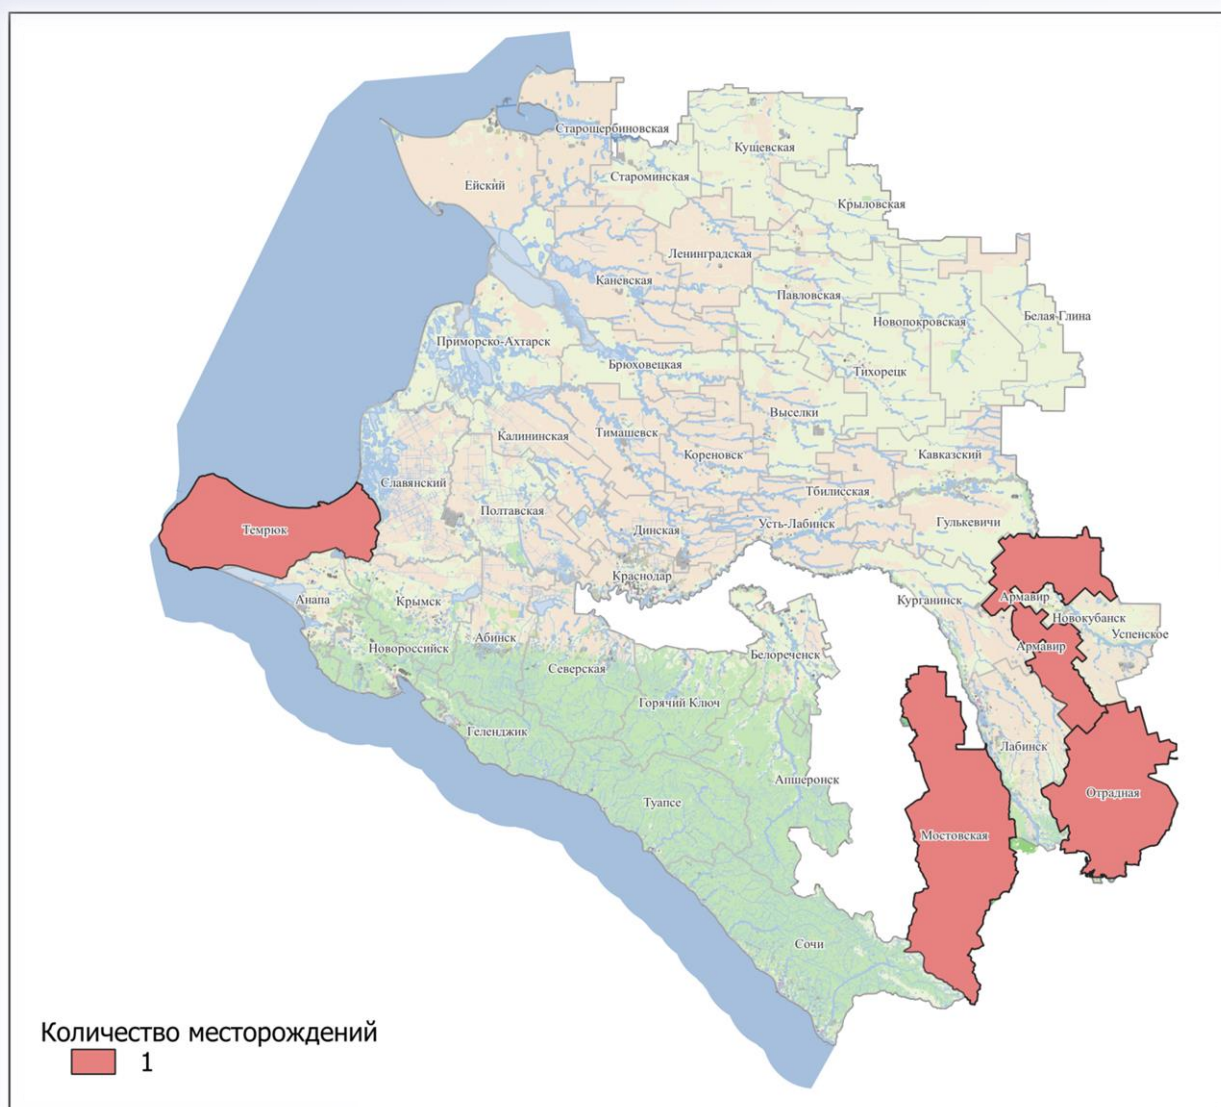 Старощербиновская
Кущевская
Староминская
Ейский
Крыловская
Ленинградская
Каневская
Павловская
Белая Глина
Новопокровская
Приморско-Ахтарск
Брюховецкая
Тихорецк
Выселки
Калининская
Тимашевск
Кореновск
Кавказский
Славянский
Тбилисская
Полтавская
Усть-Лабинск
Гулькевичи
Темрюк
Динская
Краснодар
Анапа
Крымск
Курганинск
Армавир
Новокубанск
Абинск
Успенское
Новороссийск
Армавир
Белореченск
Северская
Горячий Ключ
Геленджик
Лабинск
Апшеронск
Отрадная
Туапсе
Мостовская
Сочи
Количество месторождений
1